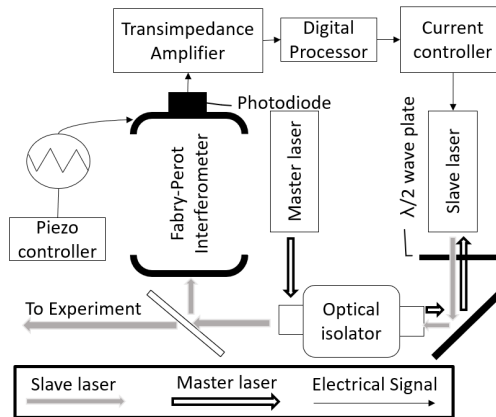 Transimpedance
Amplifier
Digital
Processor
Current
controller
Photodiode
Piezo
controller
Fabry-Perot
Interferometer
Master laser
λ/2 wave plate
Slave laser
To Experiment
Optical
isolator
Slave laser
Master laser
Electrical Signal